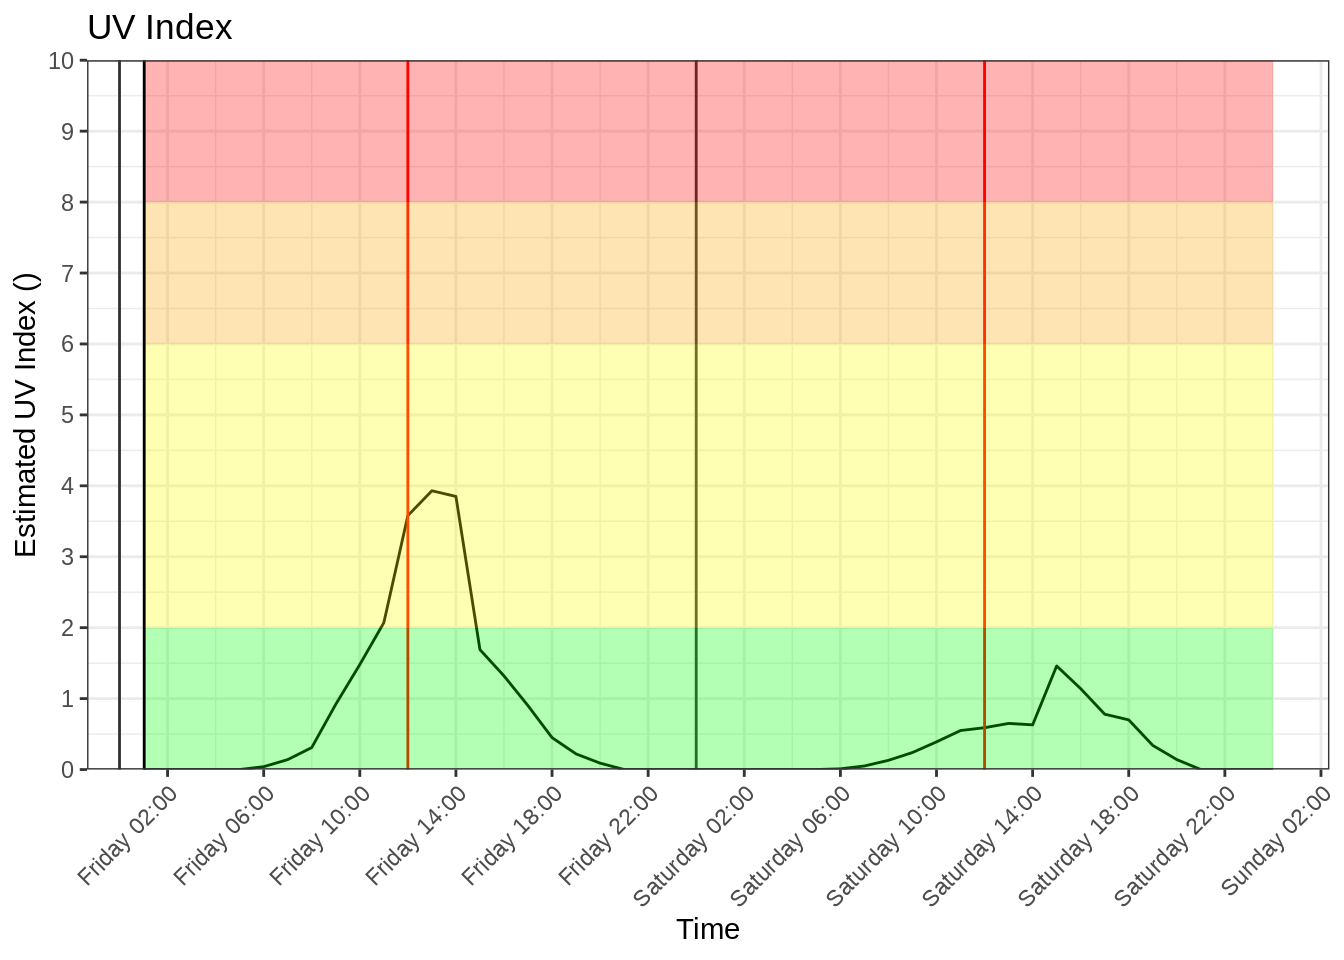 UV Index
Estimated UV Index ()
10
9
8
7
6
5
4
3
2
1
0
Friday 02:00
Friday 06:00
Friday 10:00
Friday 14:00
Friday 18:00
Friday 22:00
Saturday 02:00
Saturday 06:00
Saturday 10:00
Saturday 14:00
Saturday 18:00
Saturday 22:00
Sunday 02:00
Time